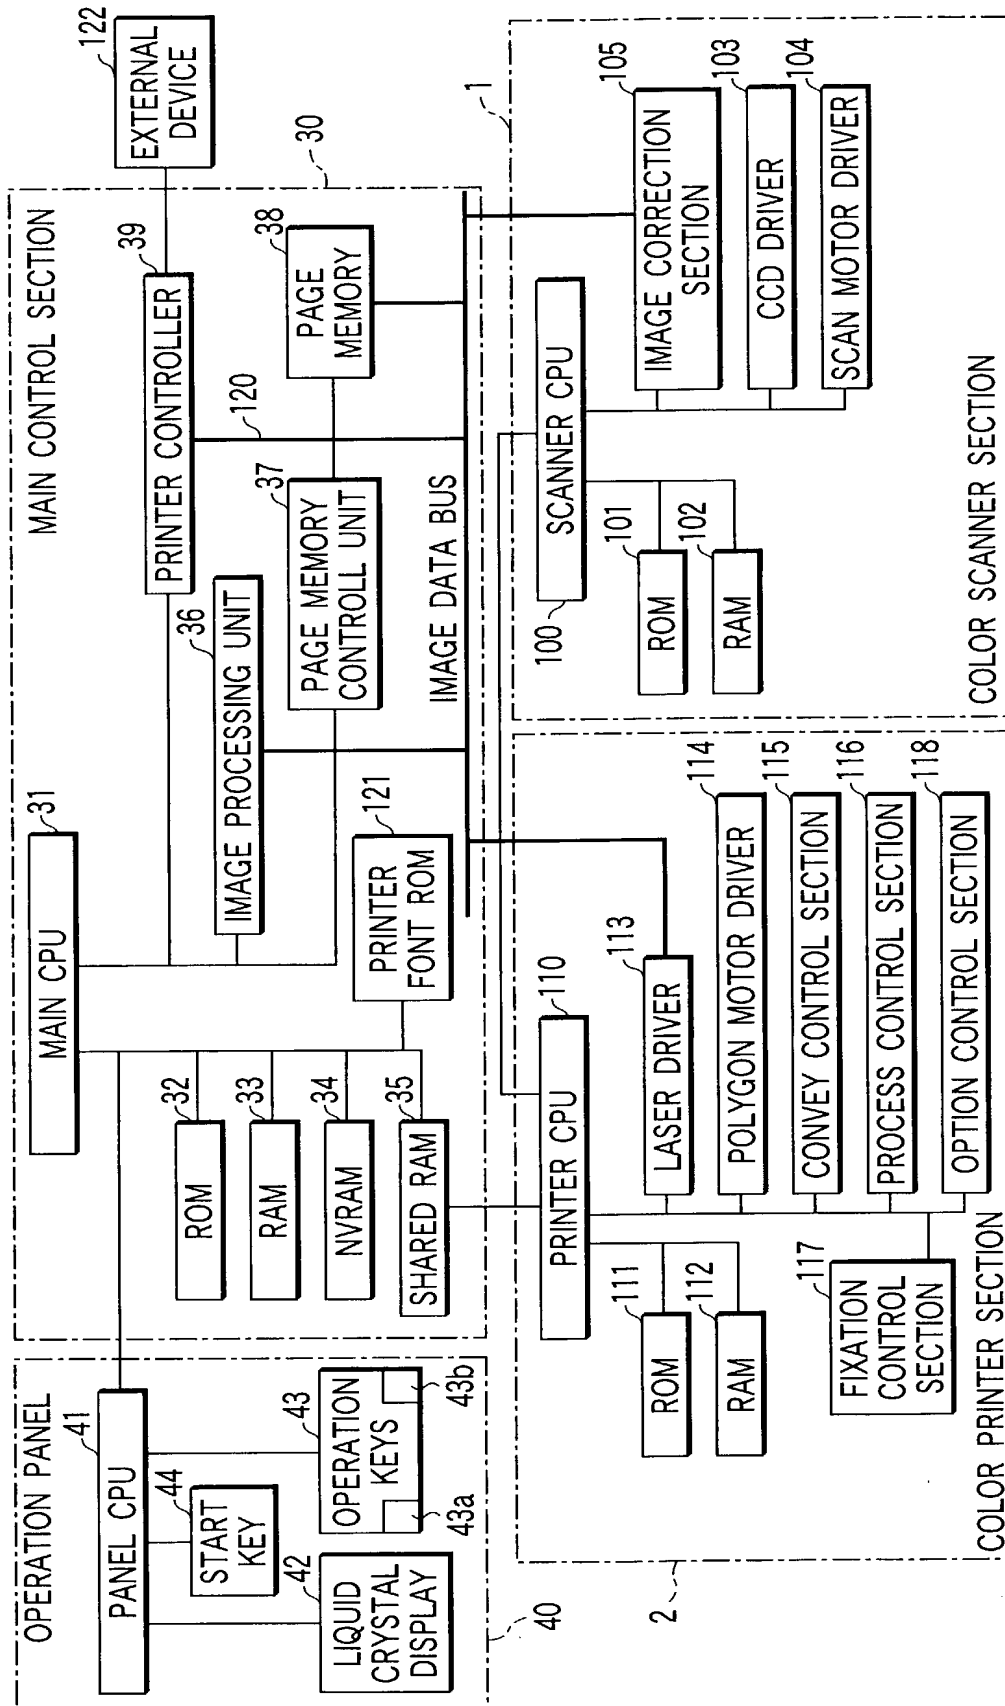 OPERATION PANEL
41
PANEL CPU
44
START
KEY
42
LIQUID
CRYSTAL
DISPLAY
43
OPERATION
KEYS
43a
43b
40
MAIN CONTROL SECTION
31
MAIN CPU
32
ROM
33
RAM
34
NVRAM
35
SHARED RAM
121
PRINTER
FONT ROM
36
IMAGE PROCESSING UNIT
39
PRINTER CONTROLLER
37
PAGE MEMORY
CONTROLL UNIT
38
PAGE
MEMORY
120
IMAGE DATA BUS
30
122
EXTERNAL
DEVICE
110
PRINTER CPU
111
ROM
112
RAM
113
LASER DRIVER
114
POLYGON MOTOR DRIVER
115
CONVEY CONTROL SECTION
116
PROCESS CONTROL SECTION
118
OPTION CONTROL SECTION
117
FIXATION
CONTROL
SECTION
2
COLOR PRINTER SECTION
1
100
SCANNER CPU
101
ROM
102
RAM
105
IMAGE CORRECTION
SECTION
103
CCD DRIVER
104
SCAN MOTOR DRIVER
COLOR SCANNER SECTION